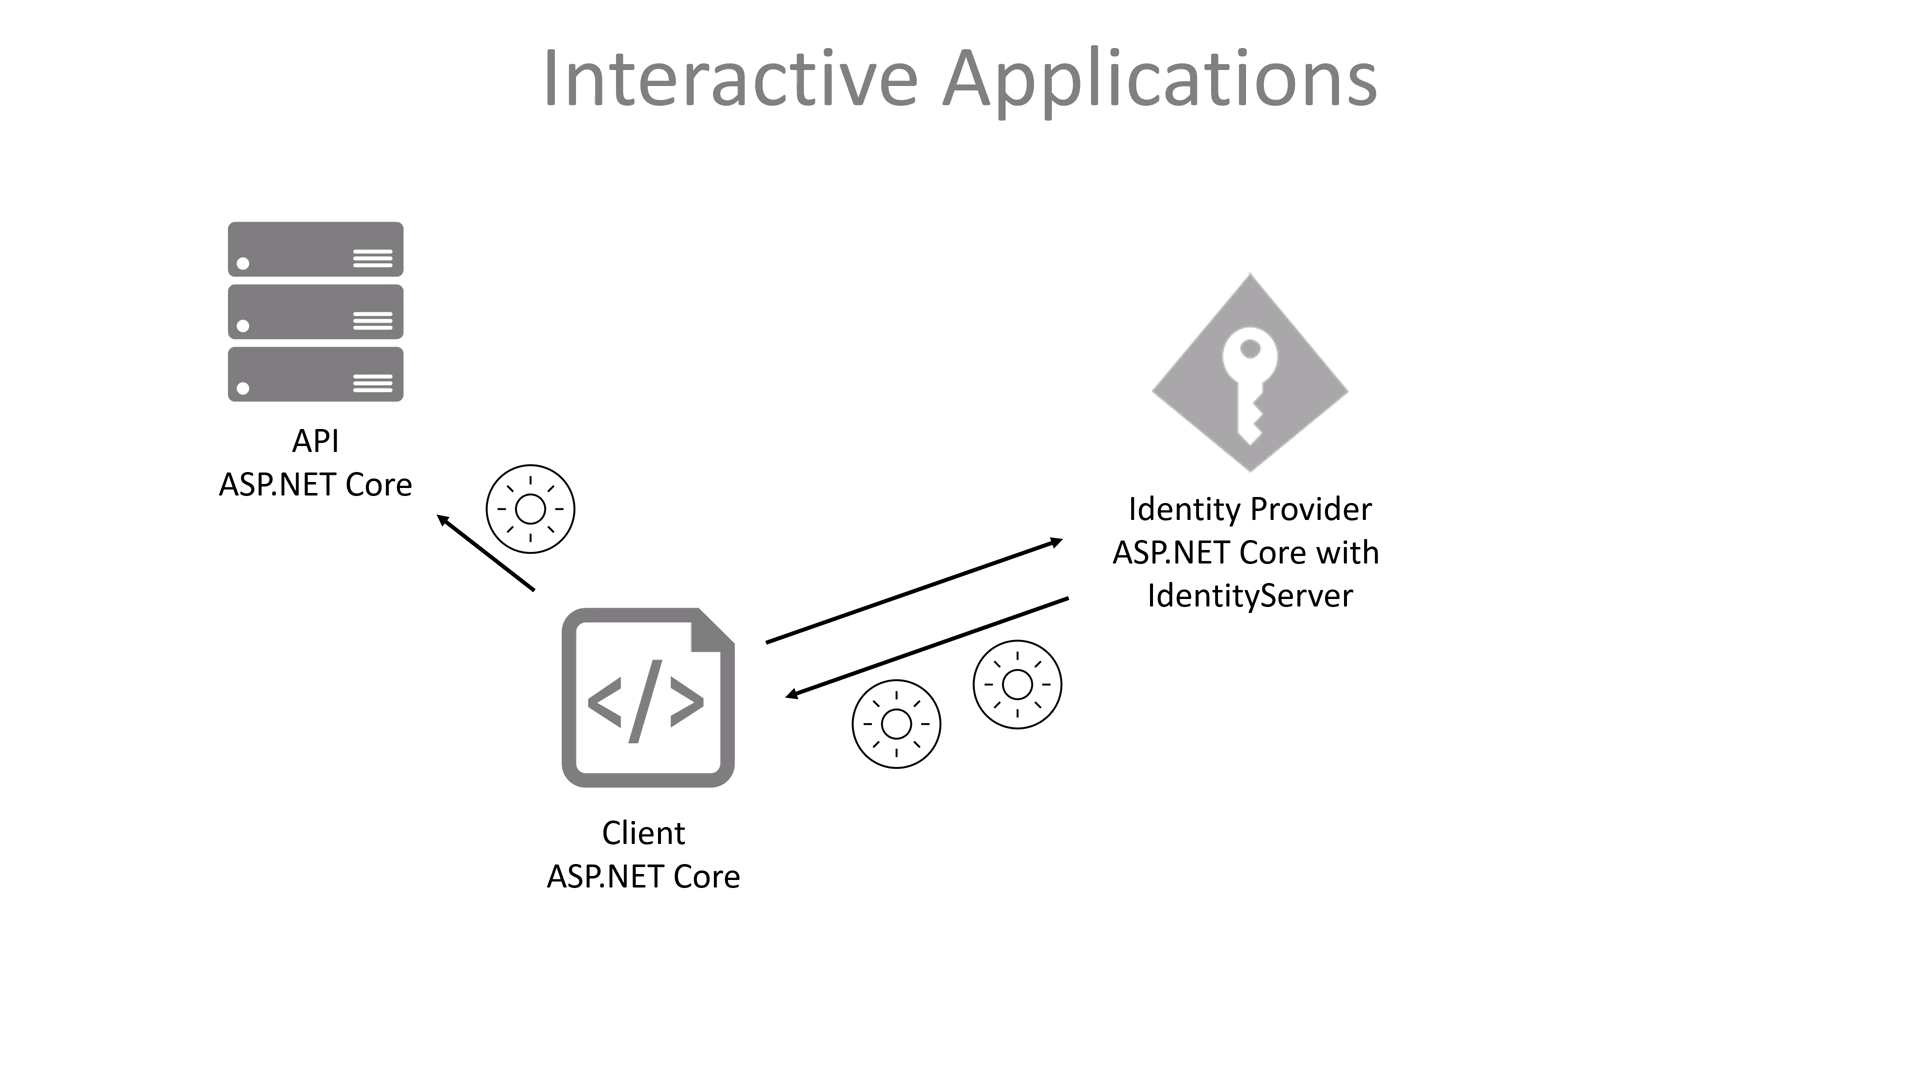 Interactive Applications
API
ASP.NET Core
Identity Provider
ASP.NET Core with
IdentityServer
</>
Client
ASP.NET Core